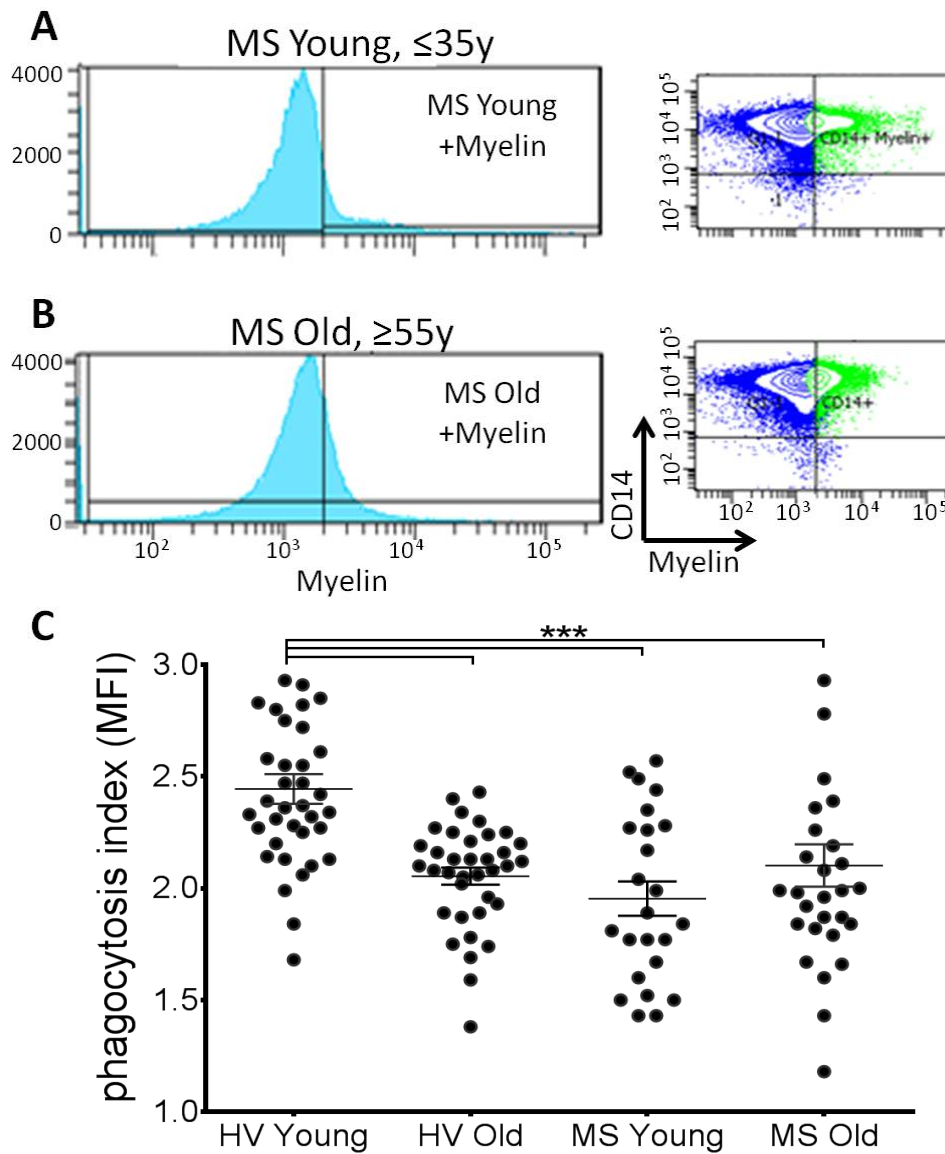 A
MS Young, ≤35y
4000
2000
0
MS Young
+Myelin
10⁵
10⁴
10³
10²
CD14+ Myelin+
B
MS Old, ≥55y
4000
2000
0
MS Old
+Myelin
10² 10³ 10⁴ 10⁵
Myelin
10⁵
10⁴
10³
10²
CD14+
10² 10³ 10⁴ 10⁵
CD14
Myelin
C
***
phagocytosis index (MFI)
3.0
2.5
2.0
1.5
1.0
HV Young HV Old MS Young MS Old